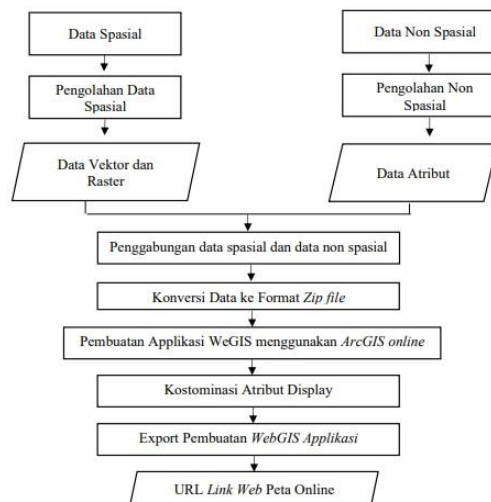 Data Spasial
Data Non Spasial
Pengolahan Data
Spasial
Pengolahan Non
Spasial
Data Vektor dan
Raster
Data Atribut
Penggabungan data spasial dan data non spasial
Konversi Data ke Format Zip file
Pembuatan Applikasi WeGIS menggunakan ArcGIS online
Kostominasi Atribut Display
Export Pembuatan WebGIS Applikasi
URL Link Web Peta Online